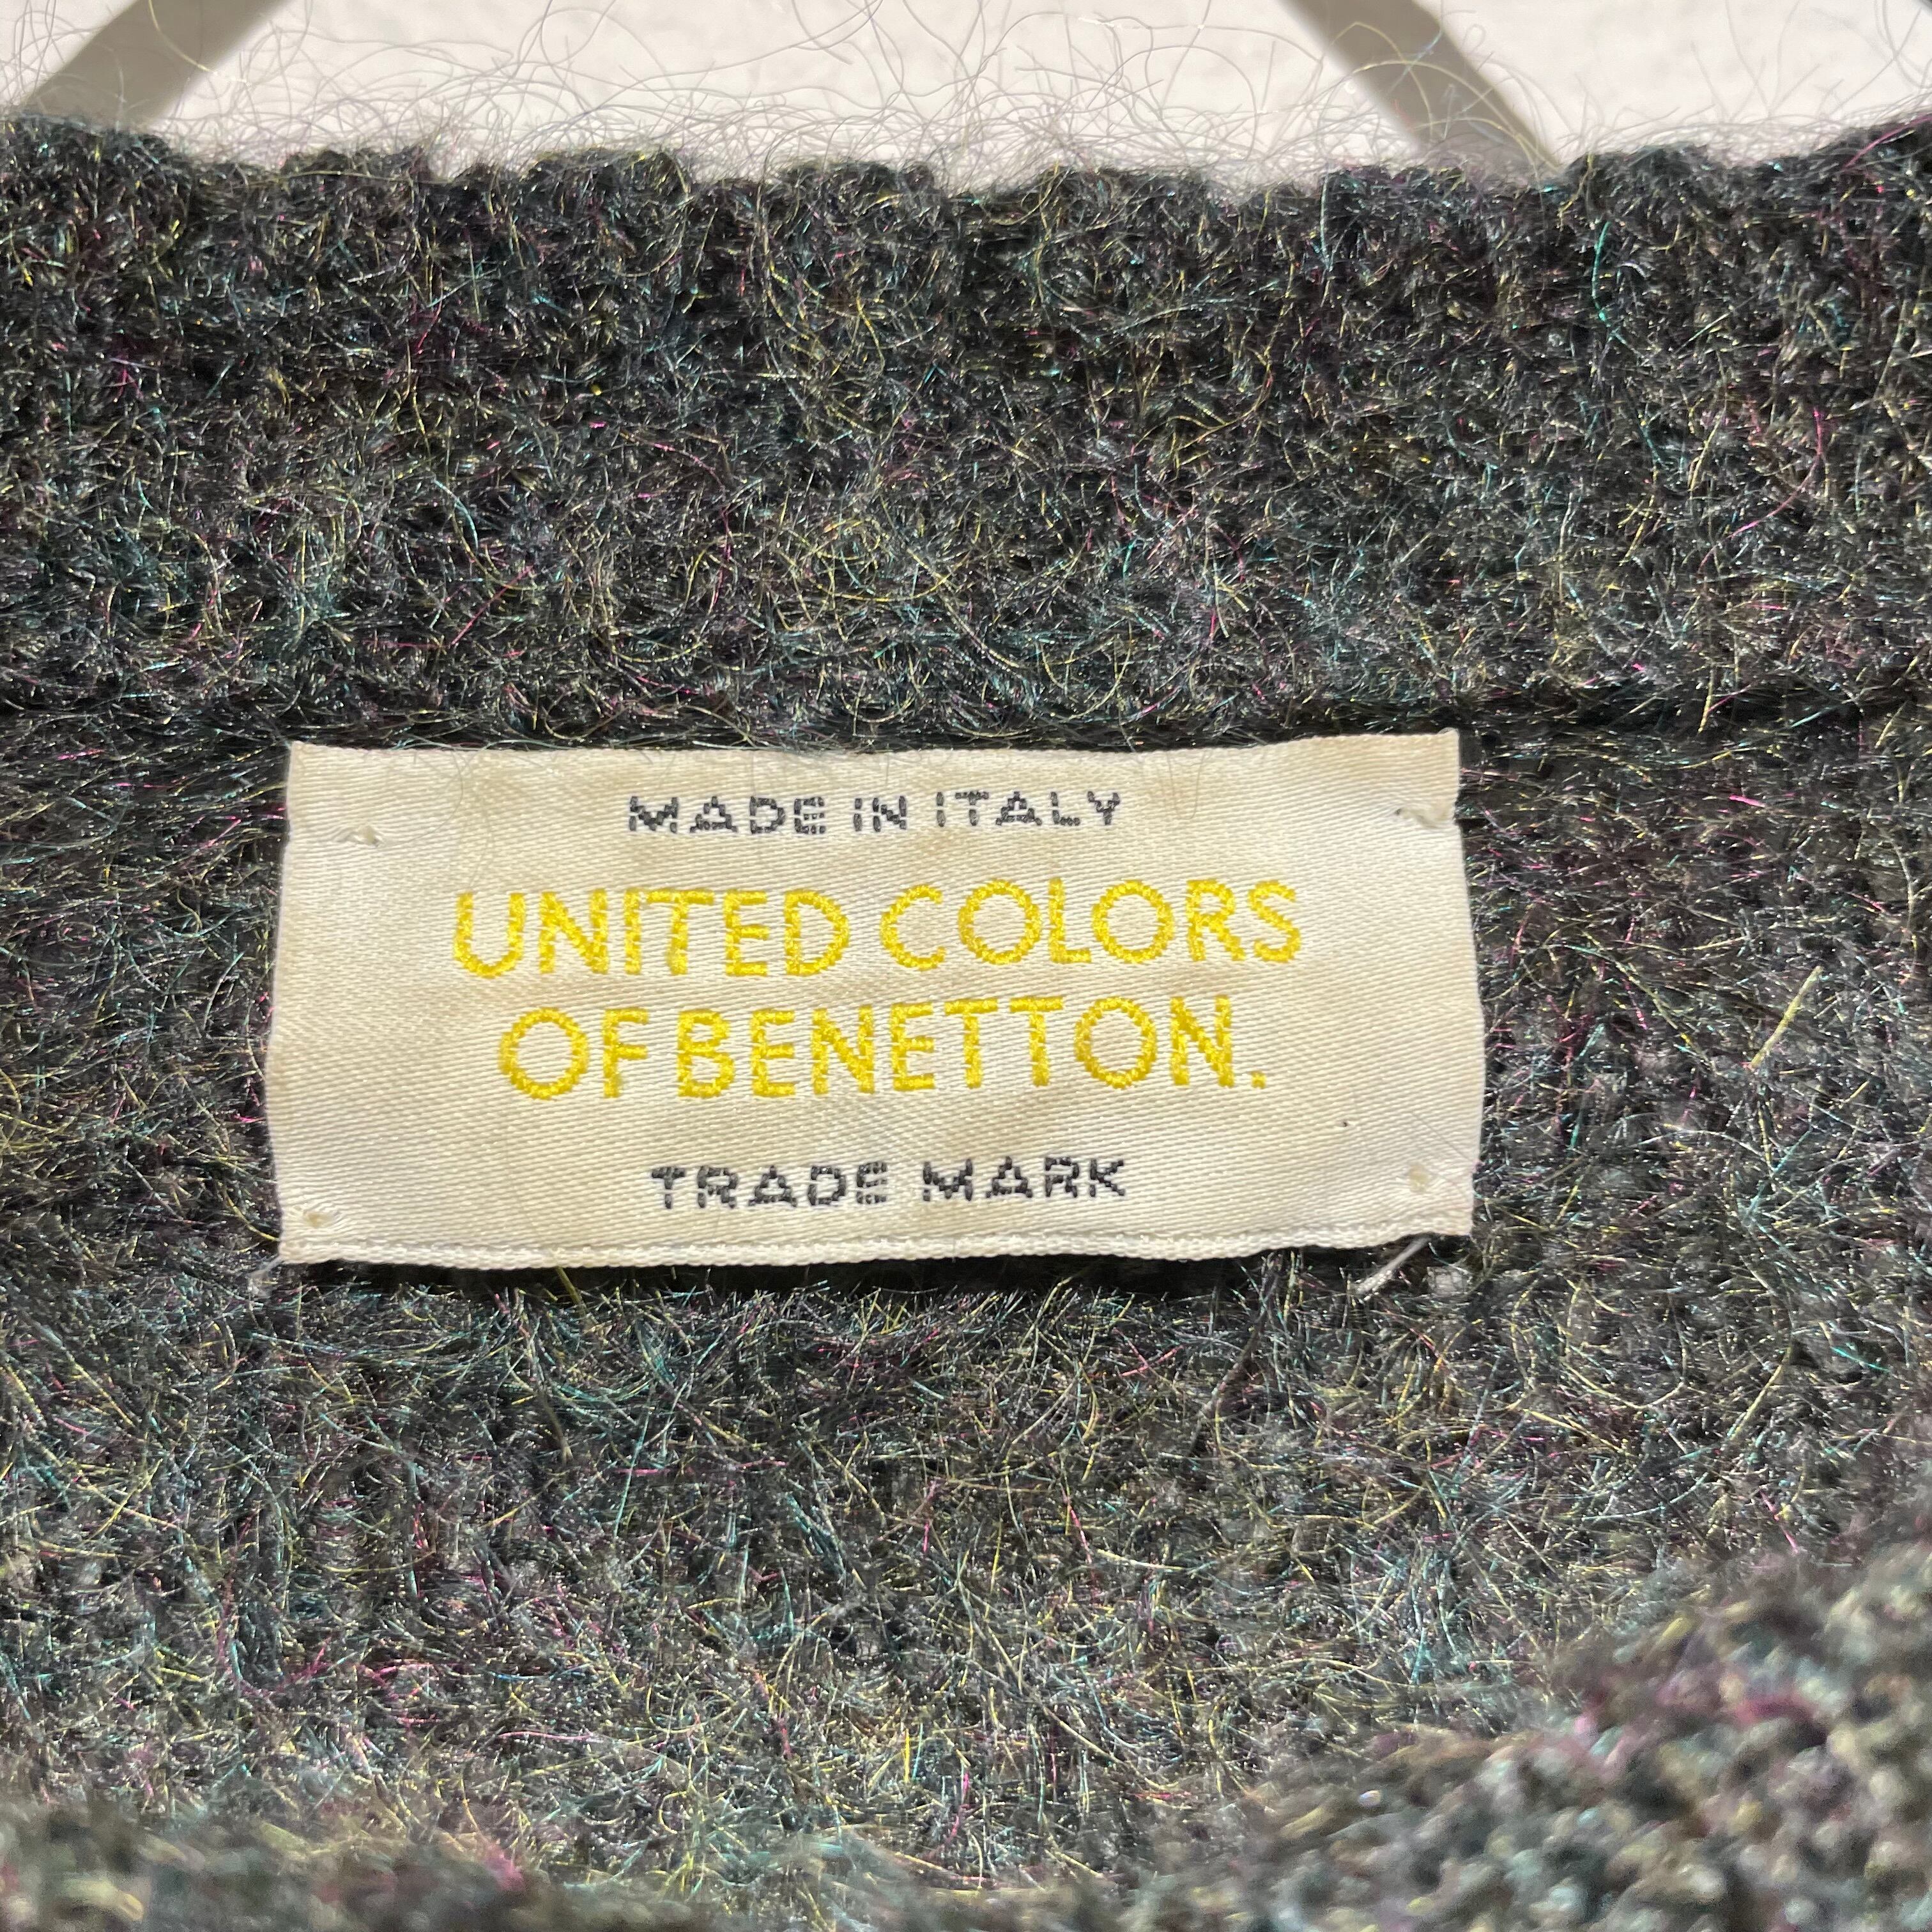 MADE IN ITALY
UNITED COLORS
OF BENETTON.
TRADE MARK